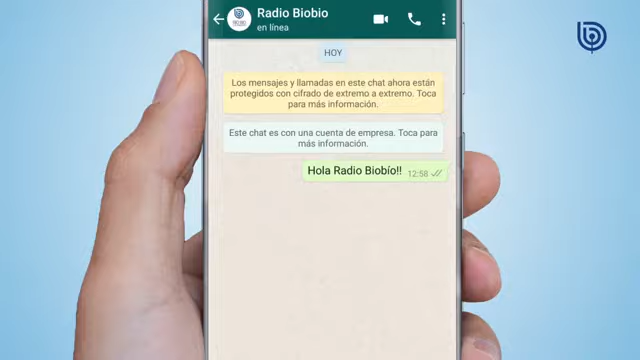 Radio Biobio
en línea
HOY
Los mensajes y llamadas en este chat ahora están
protegidos con cifrado de extremo a extremo. Toca
para más información.
Este chat es con una cuenta de empresa. Toca para
más información.
Hola Radio Biobío!! 12:58